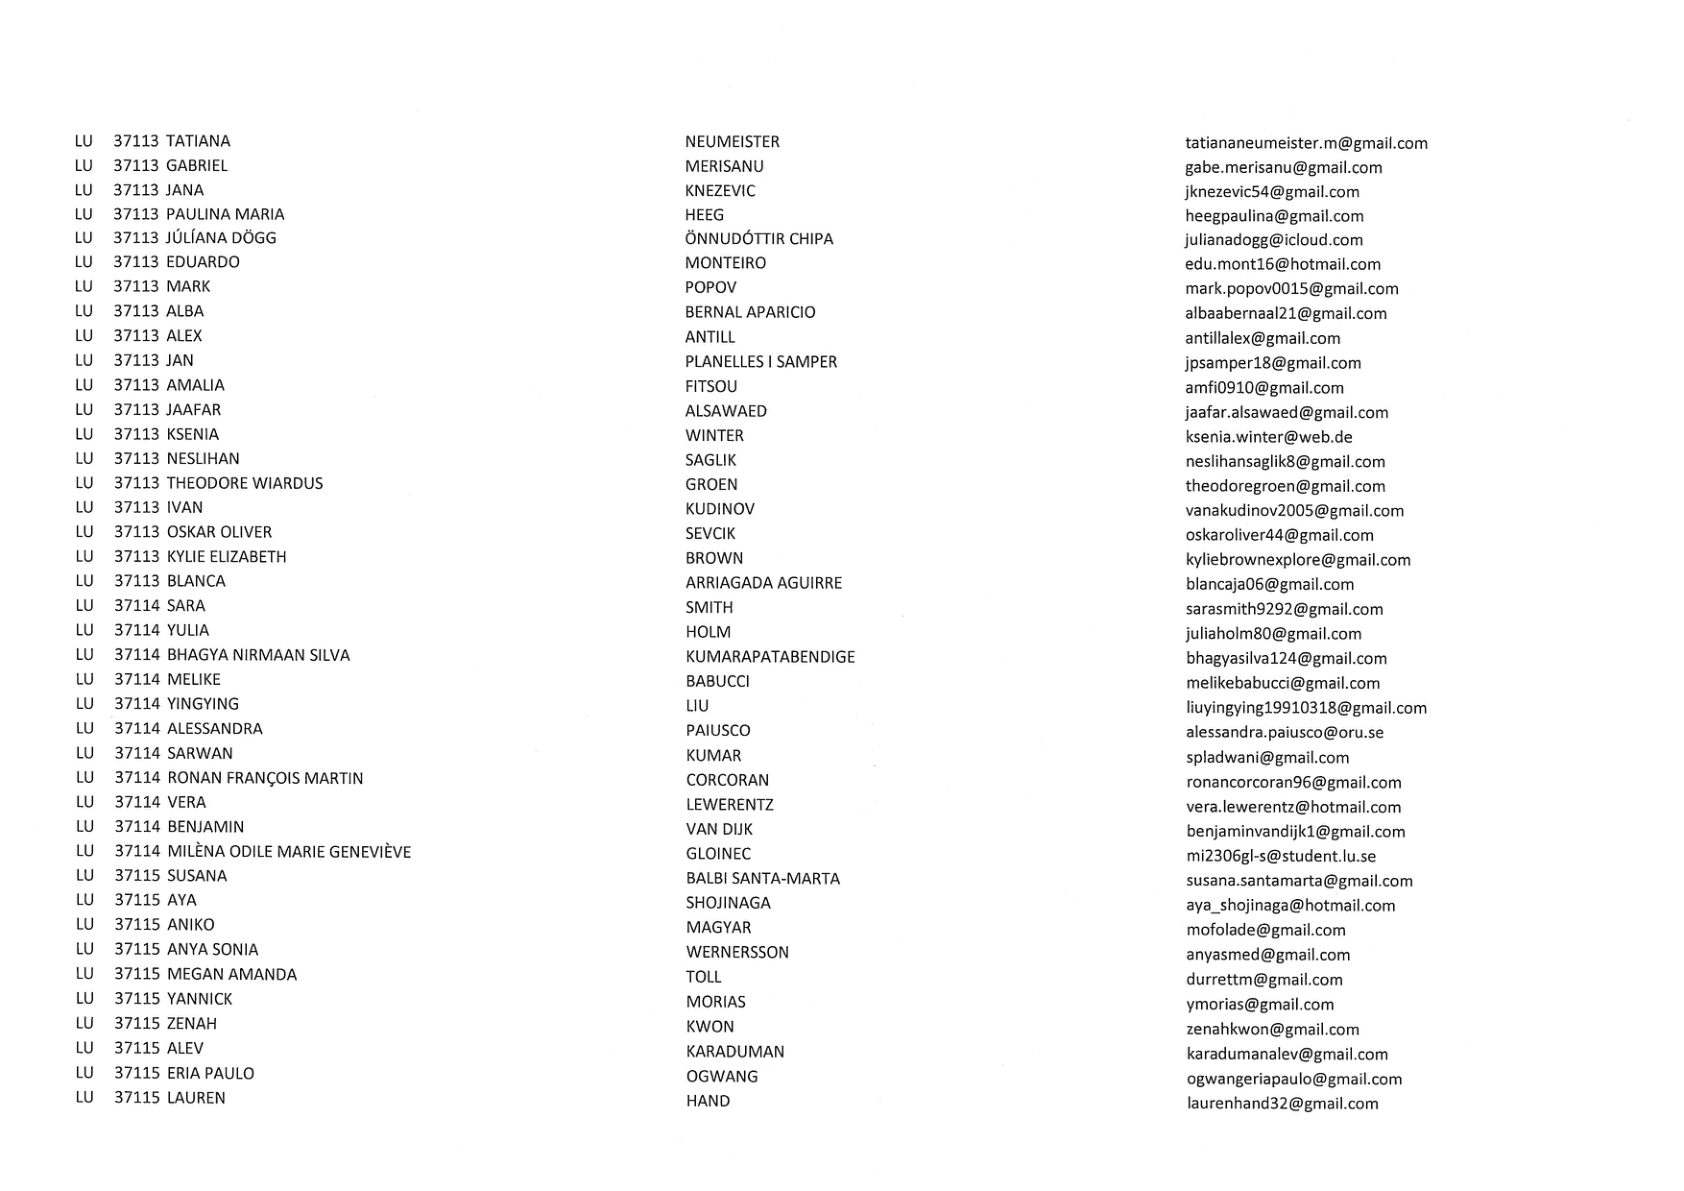 LU 37113 TATIANA NEUMEISTER tatiananeumeister.m@gmail.com
LU 37113 GABRIEL MERISANU gabe.merisanu@gmail.com
LU 37113 JANA KNEZEVIC jknezevic54@gmail.com
LU 37113 PAULINA MARIA HEEG heegpaulina@gmail.com
LU 37113 JÚLÍANA DÖGG ÖNNUDÓTTIR CHIPA julianadogg@icloud.com
LU 37113 EDUARDO MONTEIRO edu.mont16@hotmail.com
LU 37113 MARK POPOV mark.popov0015@gmail.com
LU 37113 ALBA BERNAL APARICIO albaabernaal21@gmail.com
LU 37113 ALEX ANTILL antillalex@gmail.com
LU 37113 JAN PLANELLES I SAMPER jpsamper18@gmail.com
LU 37113 AMALIA FITSOU amfi0910@gmail.com
LU 37113 JAAFAR ALSAWAED jaafar.alsawaed@gmail.com
LU 37113 KSENIA WINTER ksenia.winter@web.de
LU 37113 NESLIHAN SAGLIK neslihansaglik8@gmail.com
LU 37113 THEODORE WIARDUS GROEN theodoregroen@gmail.com
LU 37113 IVAN KUDINOV vanakudinov2005@gmail.com
LU 37113 OSKAR OLIVER SEVCIK oskaroliver44@gmail.com
LU 37113 KYLIE ELIZABETH BROWN kyliebrownexplore@gmail.com
LU 37113 BLANCA ARRIAGADA AGUIRRE blancaja06@gmail.com
LU 37114 SARA SMITH sarasmith9292@gmail.com
LU 37114 YULIA HOLM juliaholm80@gmail.com
LU 37114 BHAGYA NIRMAAN SILVA KUMARAPATABENDIGE bhagyasilva124@gmail.com
LU 37114 MELIKE BABUCCI melikebabucci@gmail.com
LU 37114 YINGYING LIU liuyingying19910318@gmail.com
LU 37114 ALESSANDRA PAIUSCO alessandra.paiusco@oru.se
LU 37114 SARWAN KUMAR spladwani@gmail.com
LU 37114 RONAN FRANÇOIS MARTIN CORCORAN ronancorcoran96@gmail.com
LU 37114 VERA LEWERENTZ vera.lewerentz@hotmail.com
LU 37114 BENJAMIN VAN DIJK benjaminvandijk1@gmail.com
LU 37114 MILÈNA ODILE MARIE GENEVIÈVE GLOINEC mi2306gl-s@student.lu.se
LU 37115 SUSANA BALBI SANTA-MARTA susana.santamarta@gmail.com
LU 37115 AYA SHOJINAGA aya_shojinaga@hotmail.com
LU 37115 ANIKO MAGYAR mofolade@gmail.com
LU 37115 ANYA SONIA WERNERSSON anyasmed@gmail.com
LU 37115 MEGAN AMANDA TOLL durrettm@gmail.com
LU 37115 YANNICK MORIAS ymorias@gmail.com
LU 37115 ZENAH KWON zenahkwon@gmail.com
LU 37115 ALEV KARADUMAN karadumanalev@gmail.com
LU 37115 ERIA PAULO OGWANG ogwangeriapaulo@gmail.com
LU 37115 LAUREN HAND laurenhand32@gmail.com